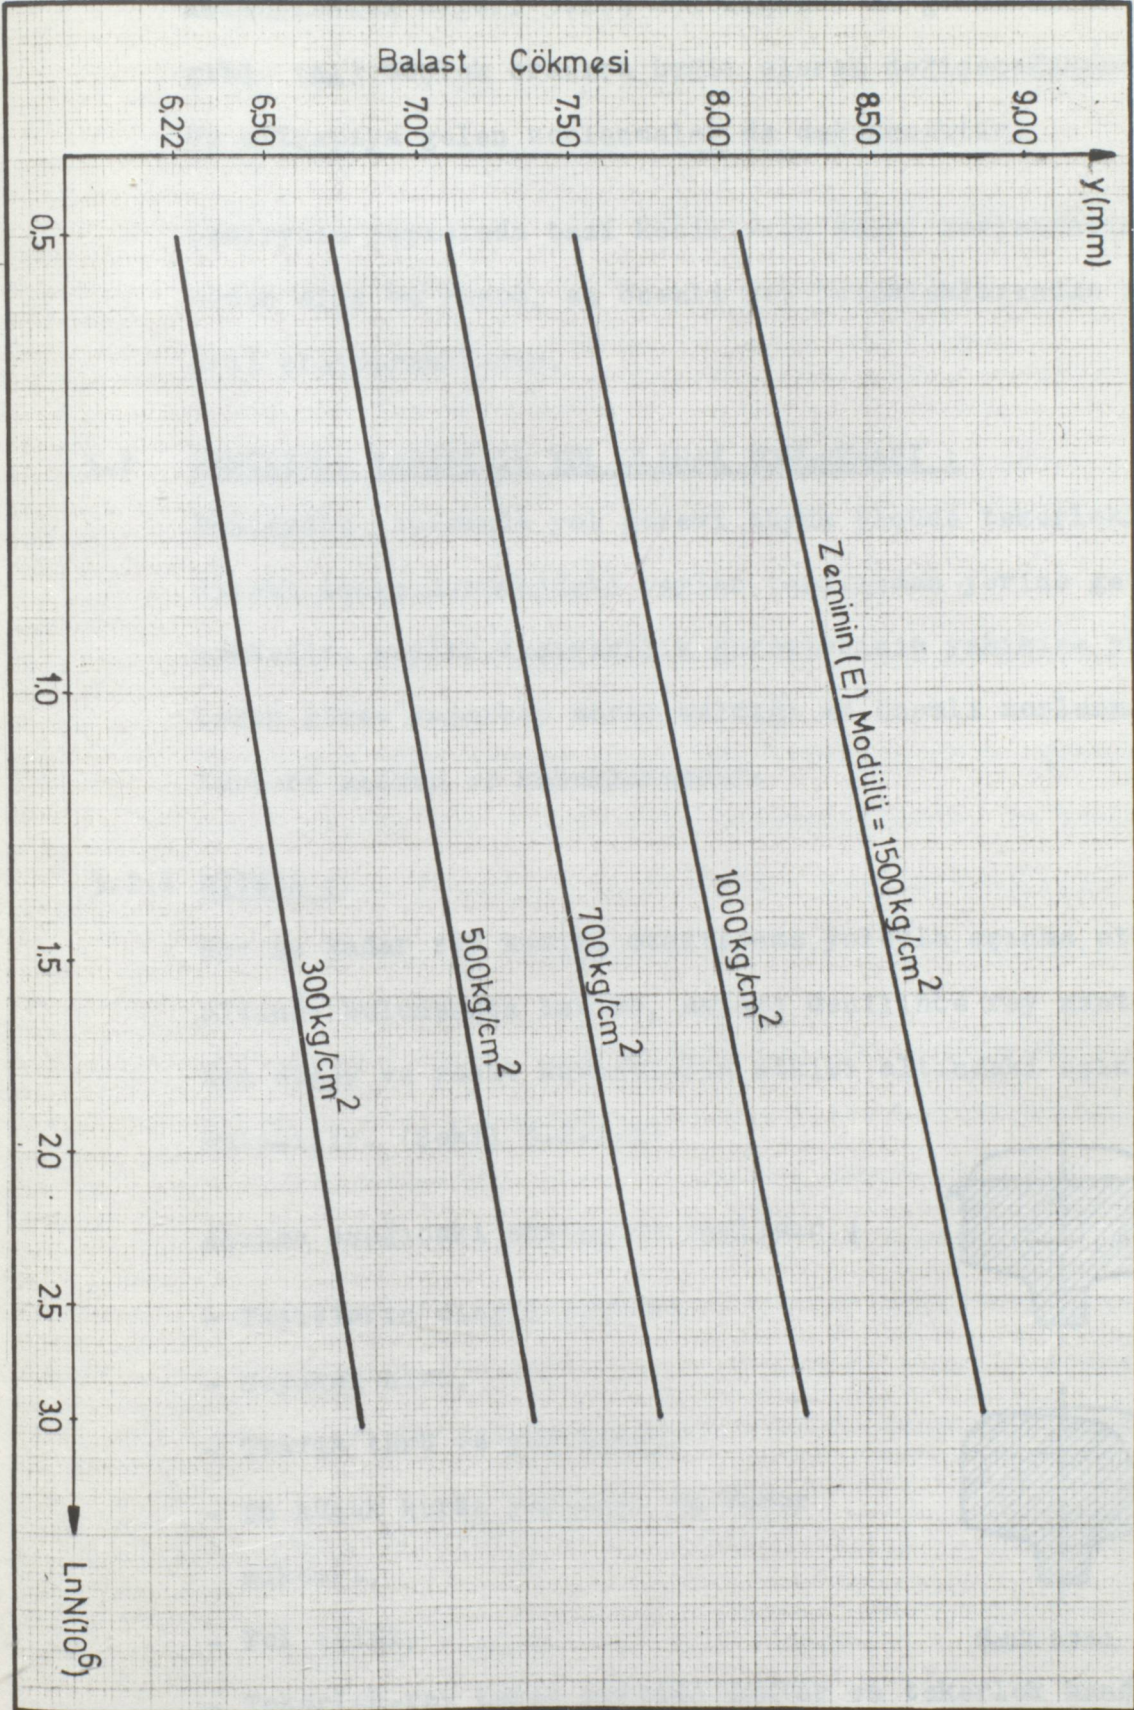 Balast Çökmesi
y(mm)
9,00
8,50
8,00
7,50
7,00
6,50
6,22
Zeminin (E) Modülü = 1500kg/cm²
1000kg/cm²
700kg/cm²
500kg/cm²
300kg/cm²
0,5
1,0
1,5
2,0
2,5
3,0
LnN(10⁶)